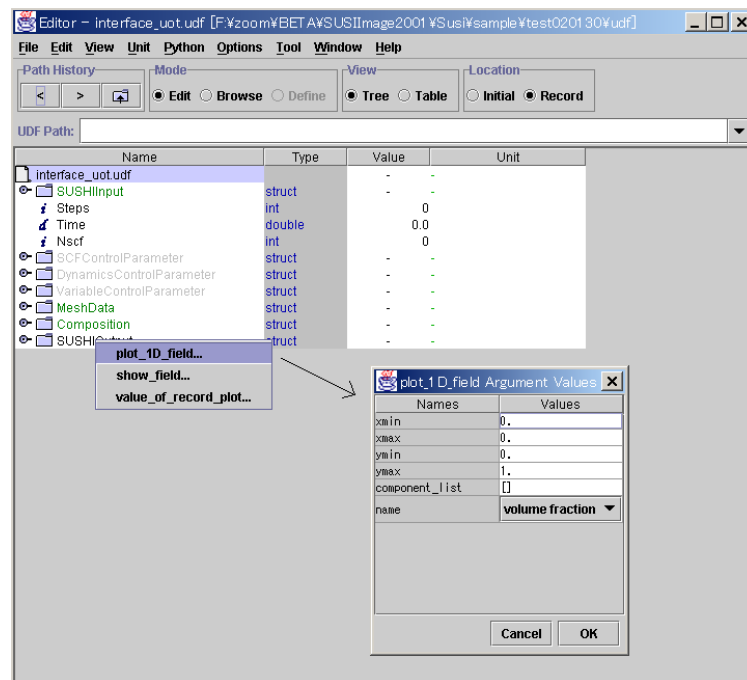 Editor - interface_uot.udf [F:¥zoom¥BETA¥SUSIImage2001¥Susi¥sample¥test020130¥udf]
File Edit View Unit Python Options Tool Window Help
Path History Mode View Location
< > Edit Browse Define Tree Table Initial Record
UDF Path:
Name Type Value Unit
interface_uot.udf - -
SUSHIInput struct - -
i Steps int 0
d Time double 0.0
i Nscf int 0
SCFControlParameter struct - -
DynamicsControlParameter struct - -
VariableControlParameter struct - -
MeshData struct - -
Composition struct - -
SUSHIOutput struct - -
plot_1D_field...
show_field...
value_of_record_plot...
plot_1D_field Argument Values
Names Values
xmin 0.
xmax 0.
ymin 0.
ymax 1.
component_list []
name volume fraction
Cancel OK